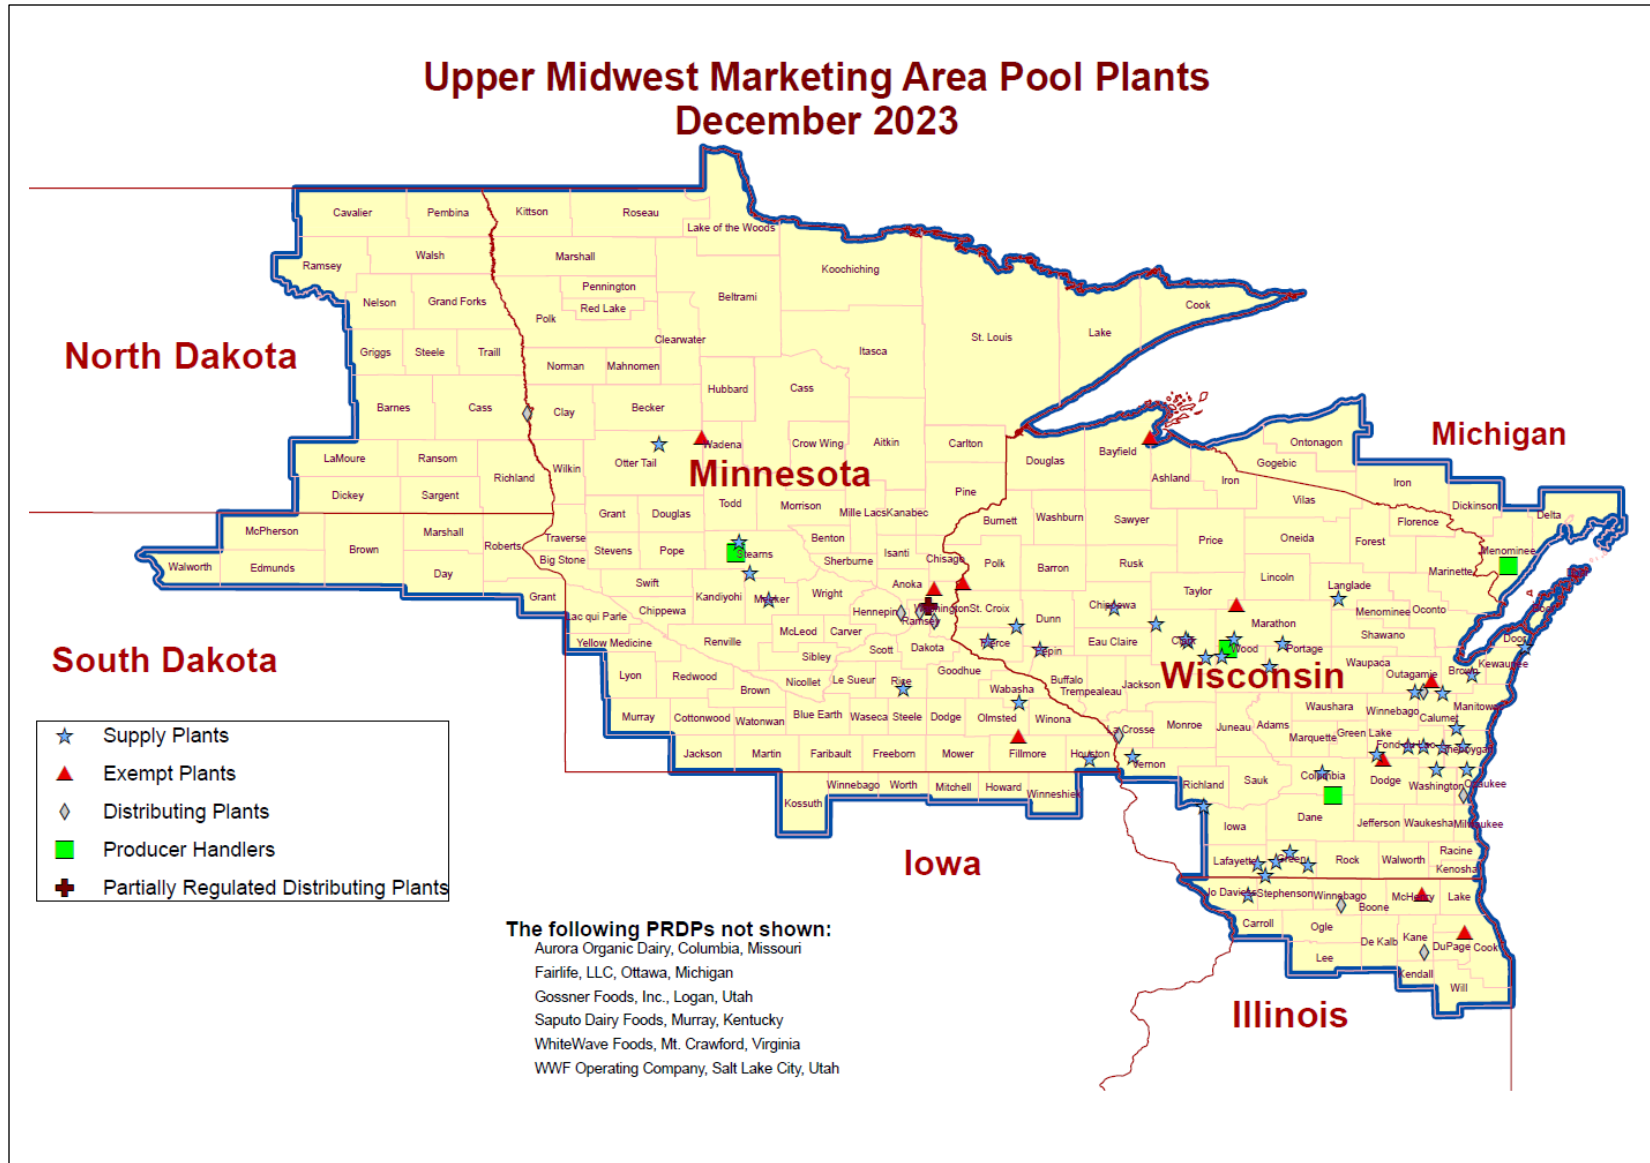 Upper Midwest Marketing Area Pool Plants
December 2023
Cavalier Pembina Kittson Roseau
Lake of the Woods
Ramsey Walsh Marshall Koochiching
Pennington
Nelson Grand Forks Red Lake Beltrami Cook
Polk
St. Louis Lake
Clearwater
North Dakota
Griggs Steele Traill Itasca
Norman Mahnomen
Hubbard Cass
Barnes Cass Clay Becker
Wadena Crow Wing Aitkin Carlton
Michigan
LaMoure Ransom Otter Tail Douglas Bayfield Ontonagon
Richland Wilkin Gogebic
Minnesota
Ashland Iron Iron
Dickey Sargent Pine Vilas Dickinson
Todd Morrison
Grant Douglas Mille Lacs Kanabec Burnett Washburn Sawyer Florence Delta
McPherson Marshall
Traverse Benton Price Oneida Forest
Brown Roberts Stevens Pope Stearns Isanti Chisago Menominee
Walworth Edmunds Day Big Stone Sherburne Polk Barron Rusk Marinette
Lincoln Langlade
Grant Swift Kandiyohi Meeker Wright Anoka Taylor
Lac qui Parle Chippewa Hennepin Washington St. Croix Chippewa Menominee Oconto
Ramsey Dunn Marathon
Yellow Medicine Renville McLeod Carver Dakota Pierce Eau Claire Clark Wood Portage Shawano Door
Scott Pepin
South Dakota
Sibley Waupaca Kewaunee
Lyon Redwood Nicollet Le Sueur Rice Goodhue Buffalo Jackson Outagamie Brown
Wisconsin
Brown Wabasha Trempealeau
Waushara Winnebago Manitowoc
Murray Cottonwood Watonwan Blue Earth Waseca Steele Dodge Olmsted Winona La Crosse Monroe Juneau Adams Calumet
Marquette Green Lake
Fond du Lac Sheboygan
Jackson Martin Faribault Freeborn Mower Fillmore Houston Vernon
Sauk Columbia Dodge
Richland Washington Ozaukee
Kossuth Winnebago Worth Mitchell Howard Winneshiek
Iowa Dane Jefferson Waukesha Milwaukee
Lafayette Green Rock Walworth Racine
Kenosha
Iowa
Jo Daviess Stephenson Winnebago McHenry Lake
Boone
Carroll Ogle De Kalb Kane
DuPage Cook
Lee
Kendall Will
Illinois
Supply Plants
Exempt Plants
Distributing Plants
Producer Handlers
Partially Regulated Distributing Plants
The following PRDPs not shown:
Aurora Organic Dairy, Columbia, Missouri
Fairlife, LLC, Ottawa, Michigan
Gossner Foods, Inc., Logan, Utah
Saputo Dairy Foods, Murray, Kentucky
WhiteWave Foods, Mt. Crawford, Virginia
WWF Operating Company, Salt Lake City, Utah